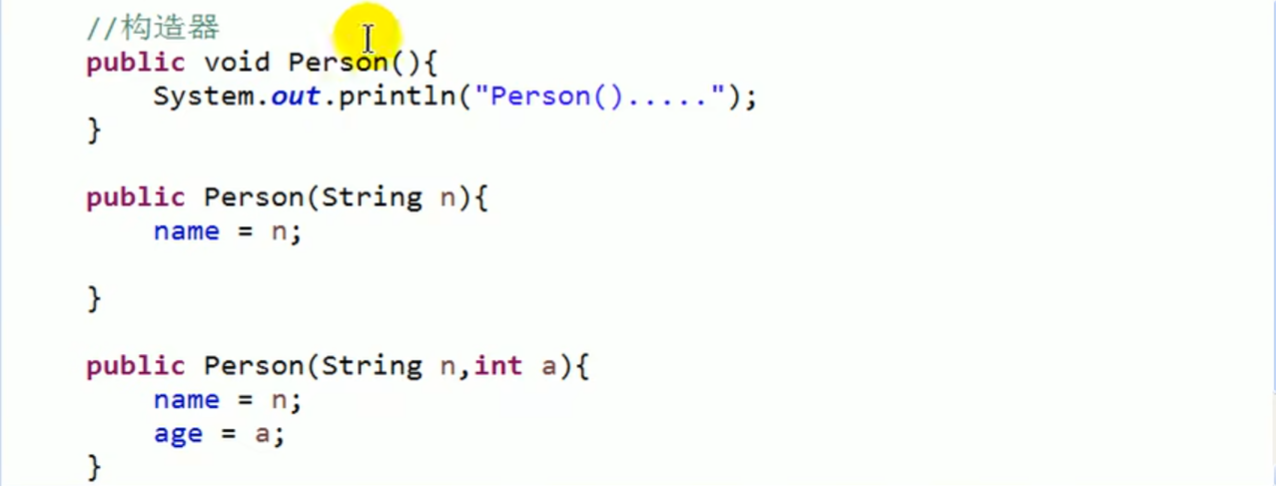 //构造器
public void Person(){
    System.out.println("Person().....");
}
public Person(String n){
    name = n;
}
public Person(String n,int a){
    name = n;
    age = a;
}